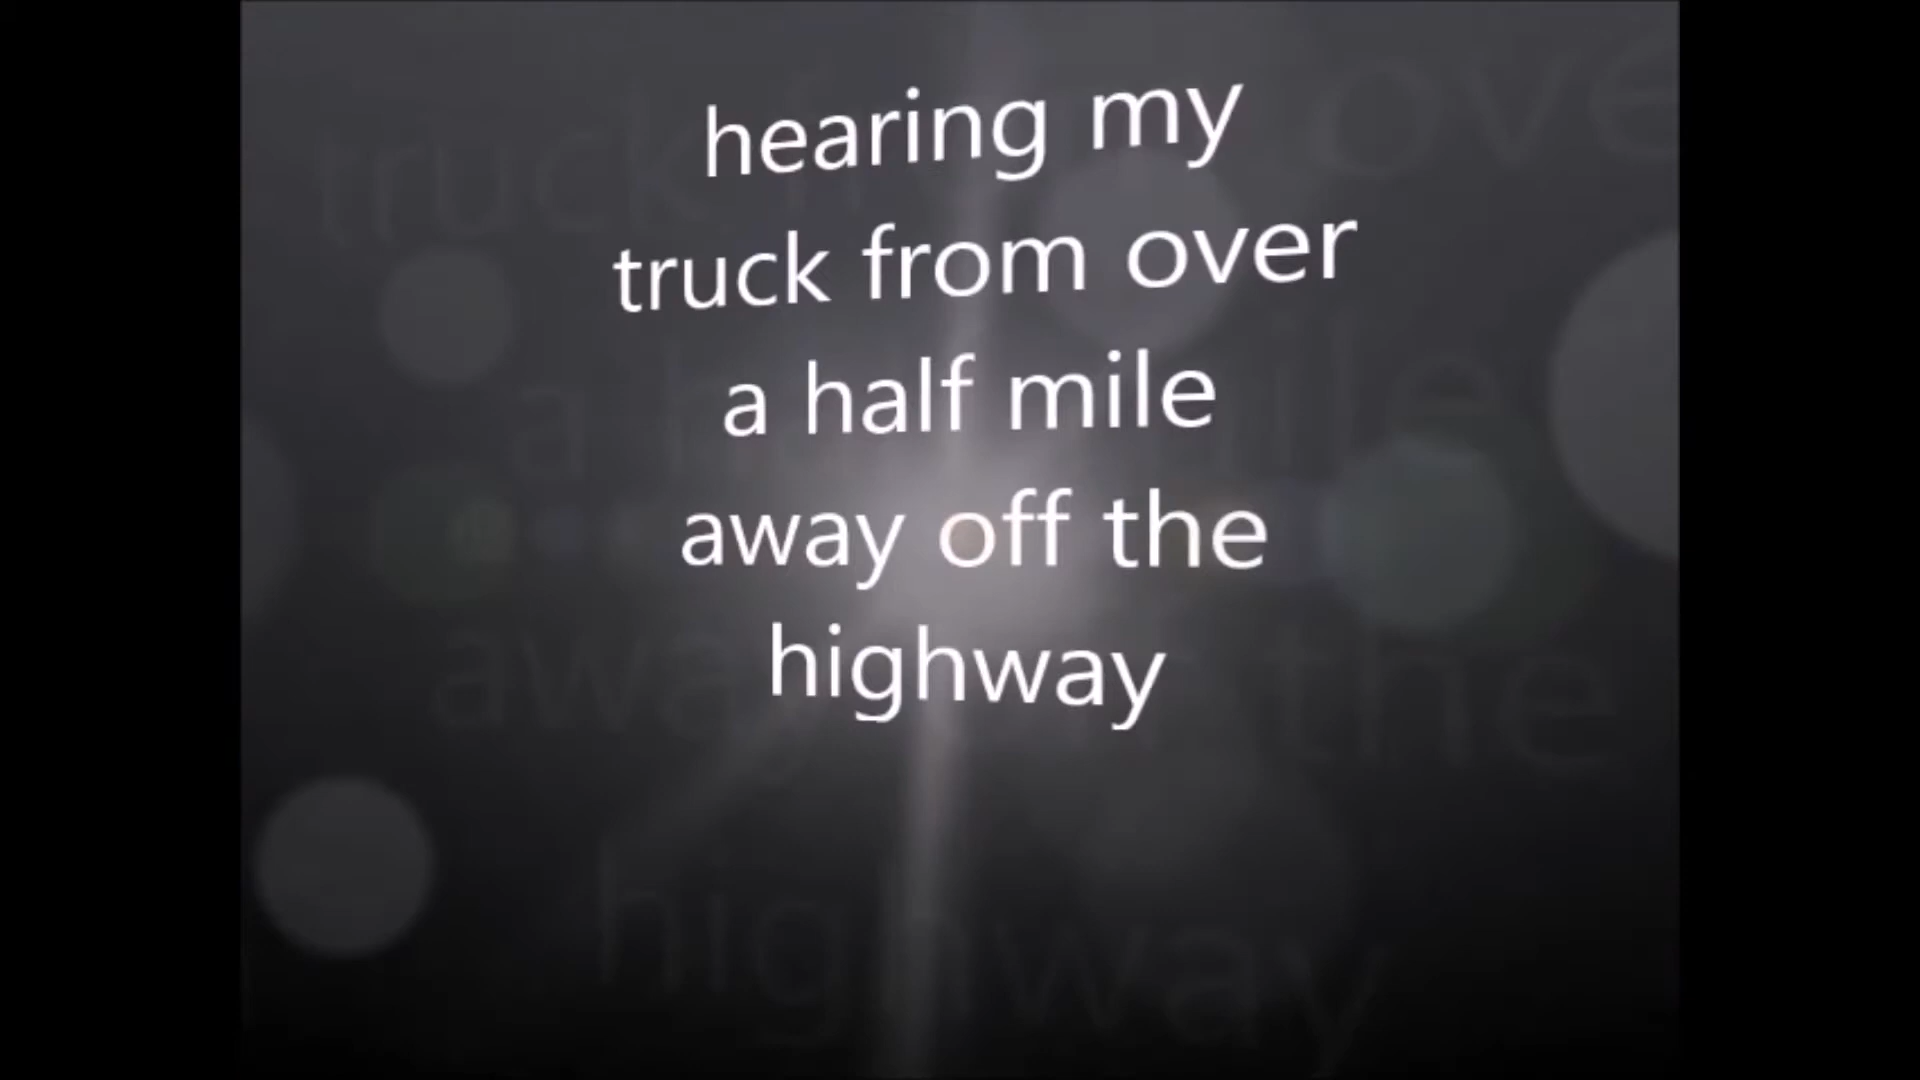 hearing my
truck from over
a half mile
away off the
highway